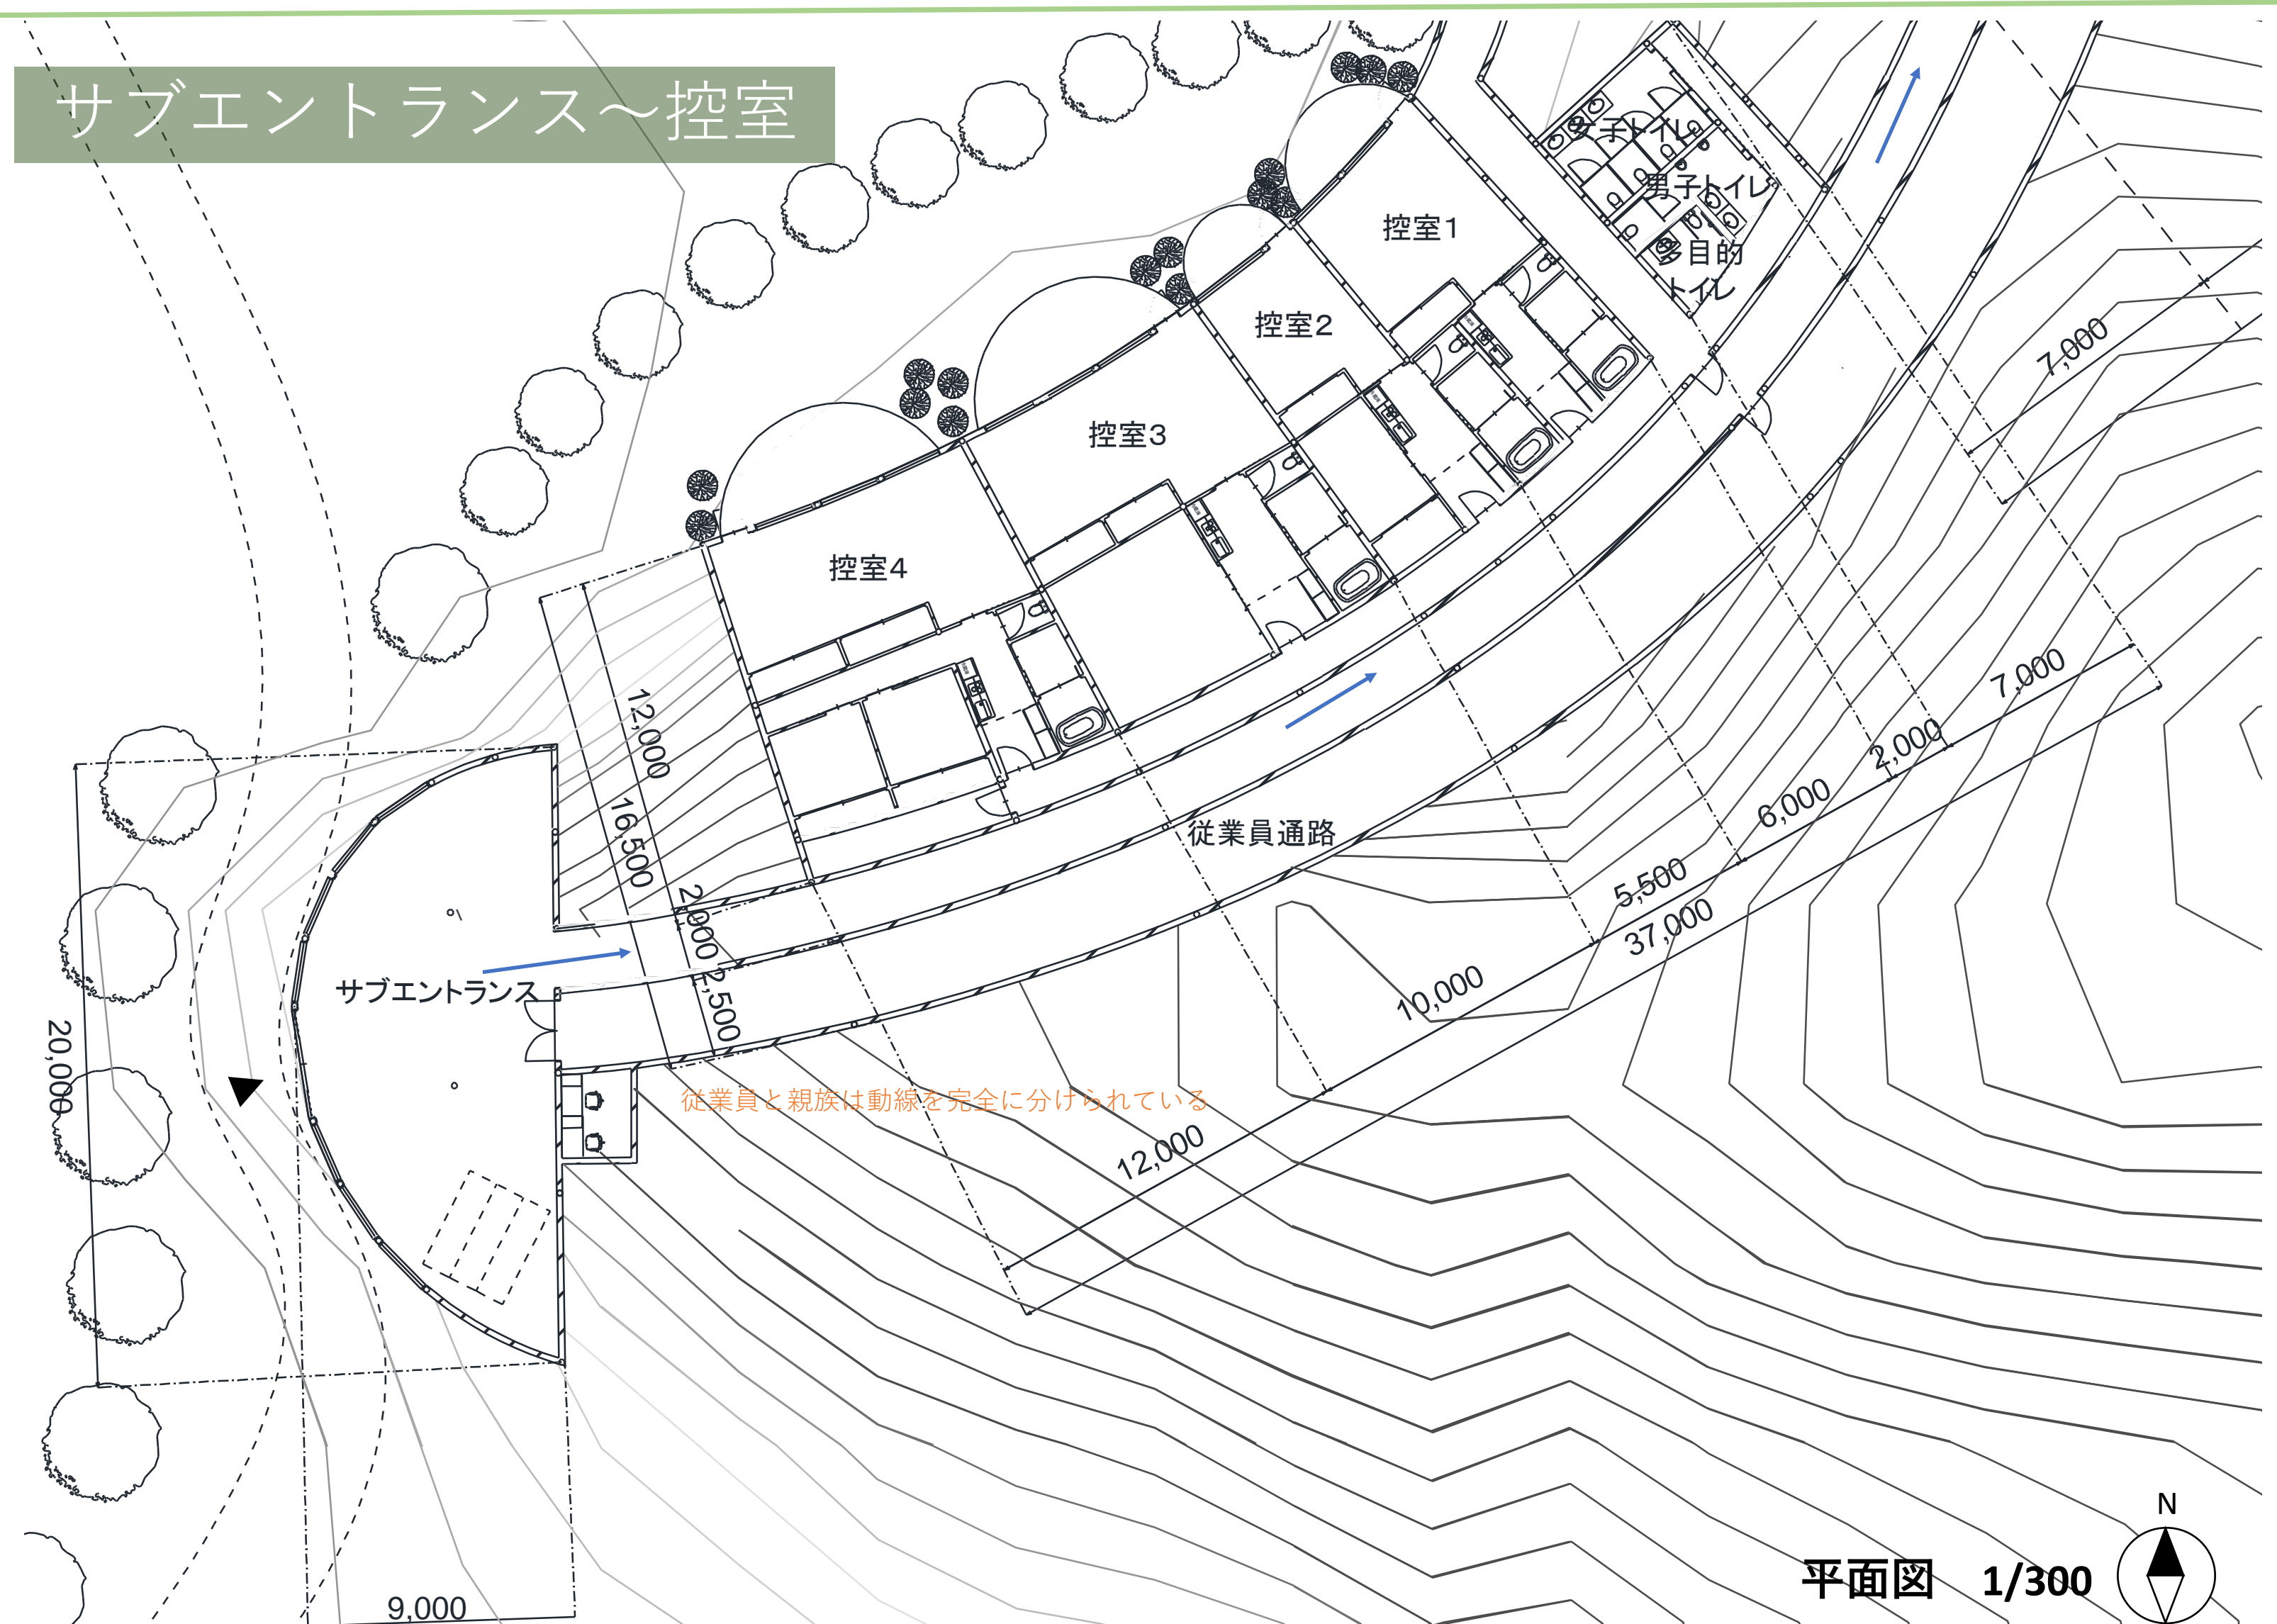 サブエントランス～控室
女子トイレ
男子トイレ
多目的
トイレ
控室1
控室2
控室3
控室4
7,000
7,000
2,000
6,000
5,500
37,000
10,000
12,000
12,000
16,500
2,000
2,500
従業員通路
サブエントランス
20,000
従業員と親族は動線を完全に分けられている
9,000
N
平面図 1/300